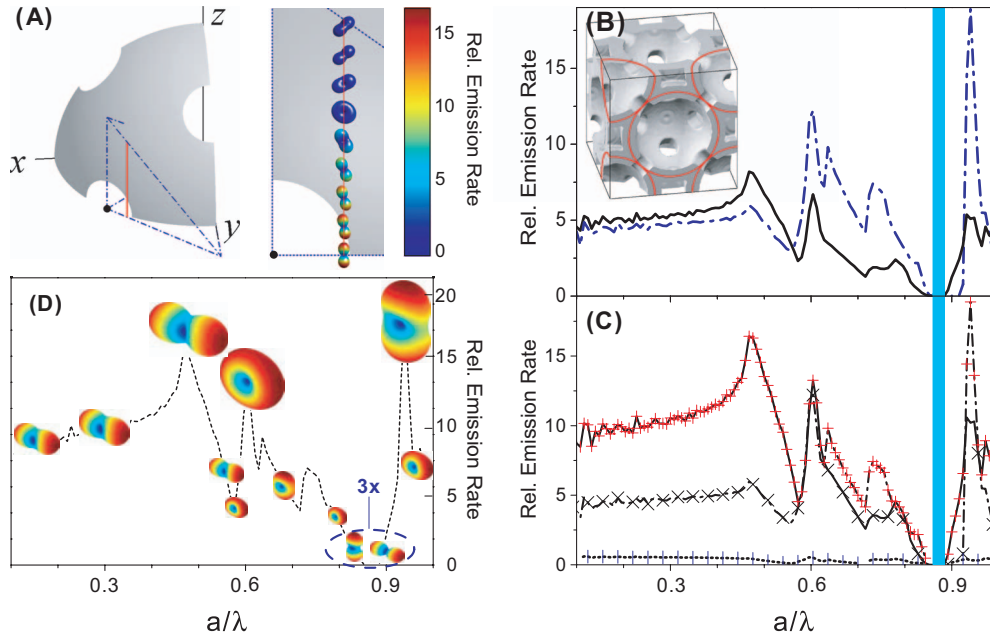 (A)
z
x
y
Rel. Emission Rate
15
10
5
0
(B)
Rel. Emission Rate
15
10
5
0
(D)
3x
Rel. Emission Rate
20
15
10
5
0
0.3
0.6
0.9
a/λ
(C)
Rel. Emission Rate
15
10
5
0
0.3
0.6
0.9
a/λ